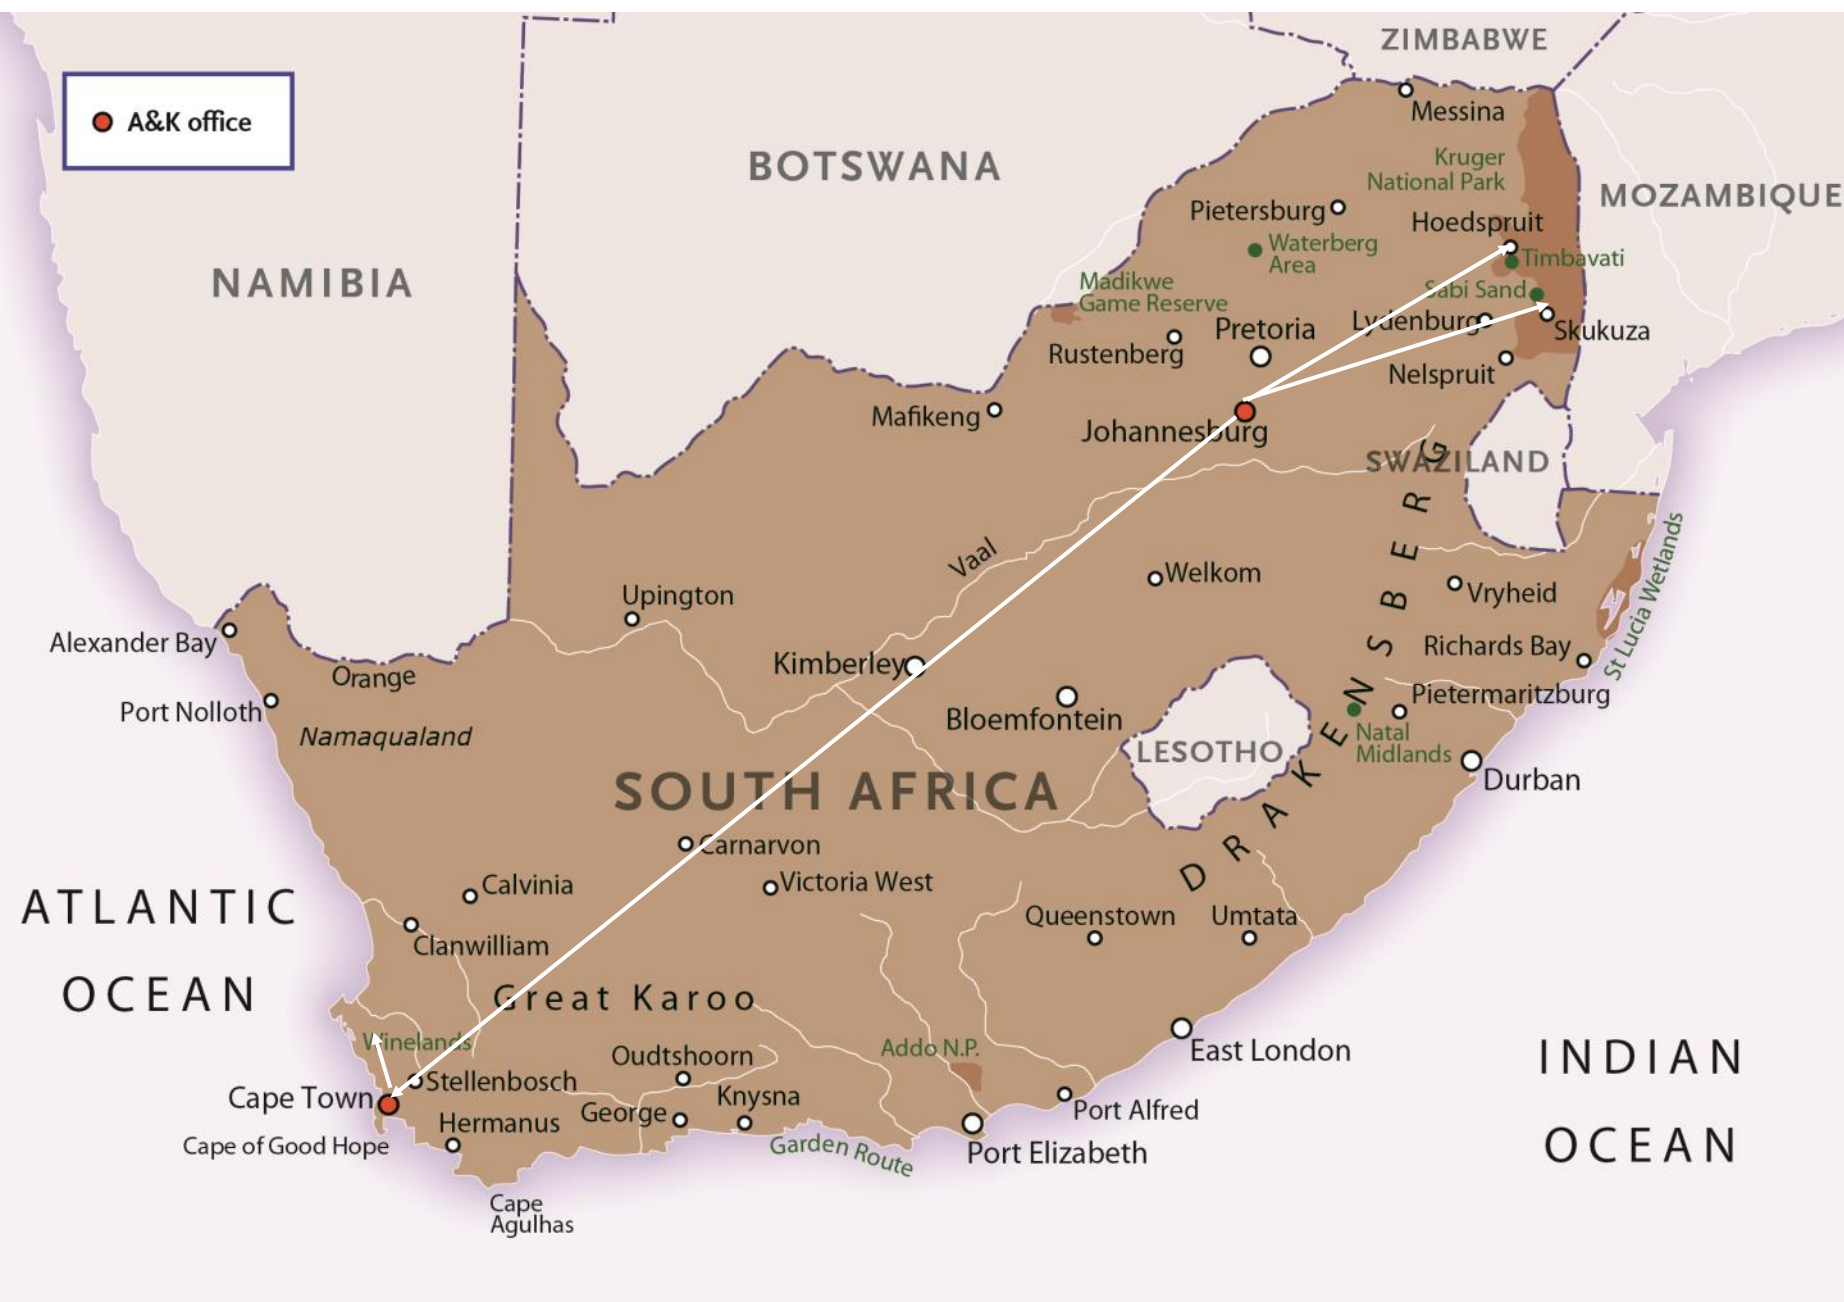 ZIMBABWE
A&K office
Messina
BOTSWANA
Kruger
National Park
MOZAMBIQUE
Pietersburg
Hoedspruit
Waterberg
Area
Timbavati
NAMIBIA
Madikwe
Game Reserve
Sabi Sand
Lydenburg
Skukuza
Pretoria
Rustenberg
Nelspruit
Mafikeng
Johannesburg
SWAZILAND
Vaal
Welkom
Vryheid
St Lucia Wetlands
Upington
Alexander Bay
Richards Bay
Kimberley
Orange
Port Nolloth
Pietermaritzburg
Bloemfontein
Namaqualand
Natal
Midlands
LESOTHO
DRAKENSBERG
Durban
SOUTH AFRICA
Carnarvon
Calvinia
Victoria West
ATLANTIC
OCEAN
Queenstown
Umtata
Clanwilliam
Great Karoo
Winelands
Oudtshoorn
Addo N.P.
East London
INDIAN
OCEAN
Stellenbosch
Cape Town
Knysna
Hermanus
George
Port Alfred
Cape of Good Hope
Garden Route
Port Elizabeth
Cape
Agulhas